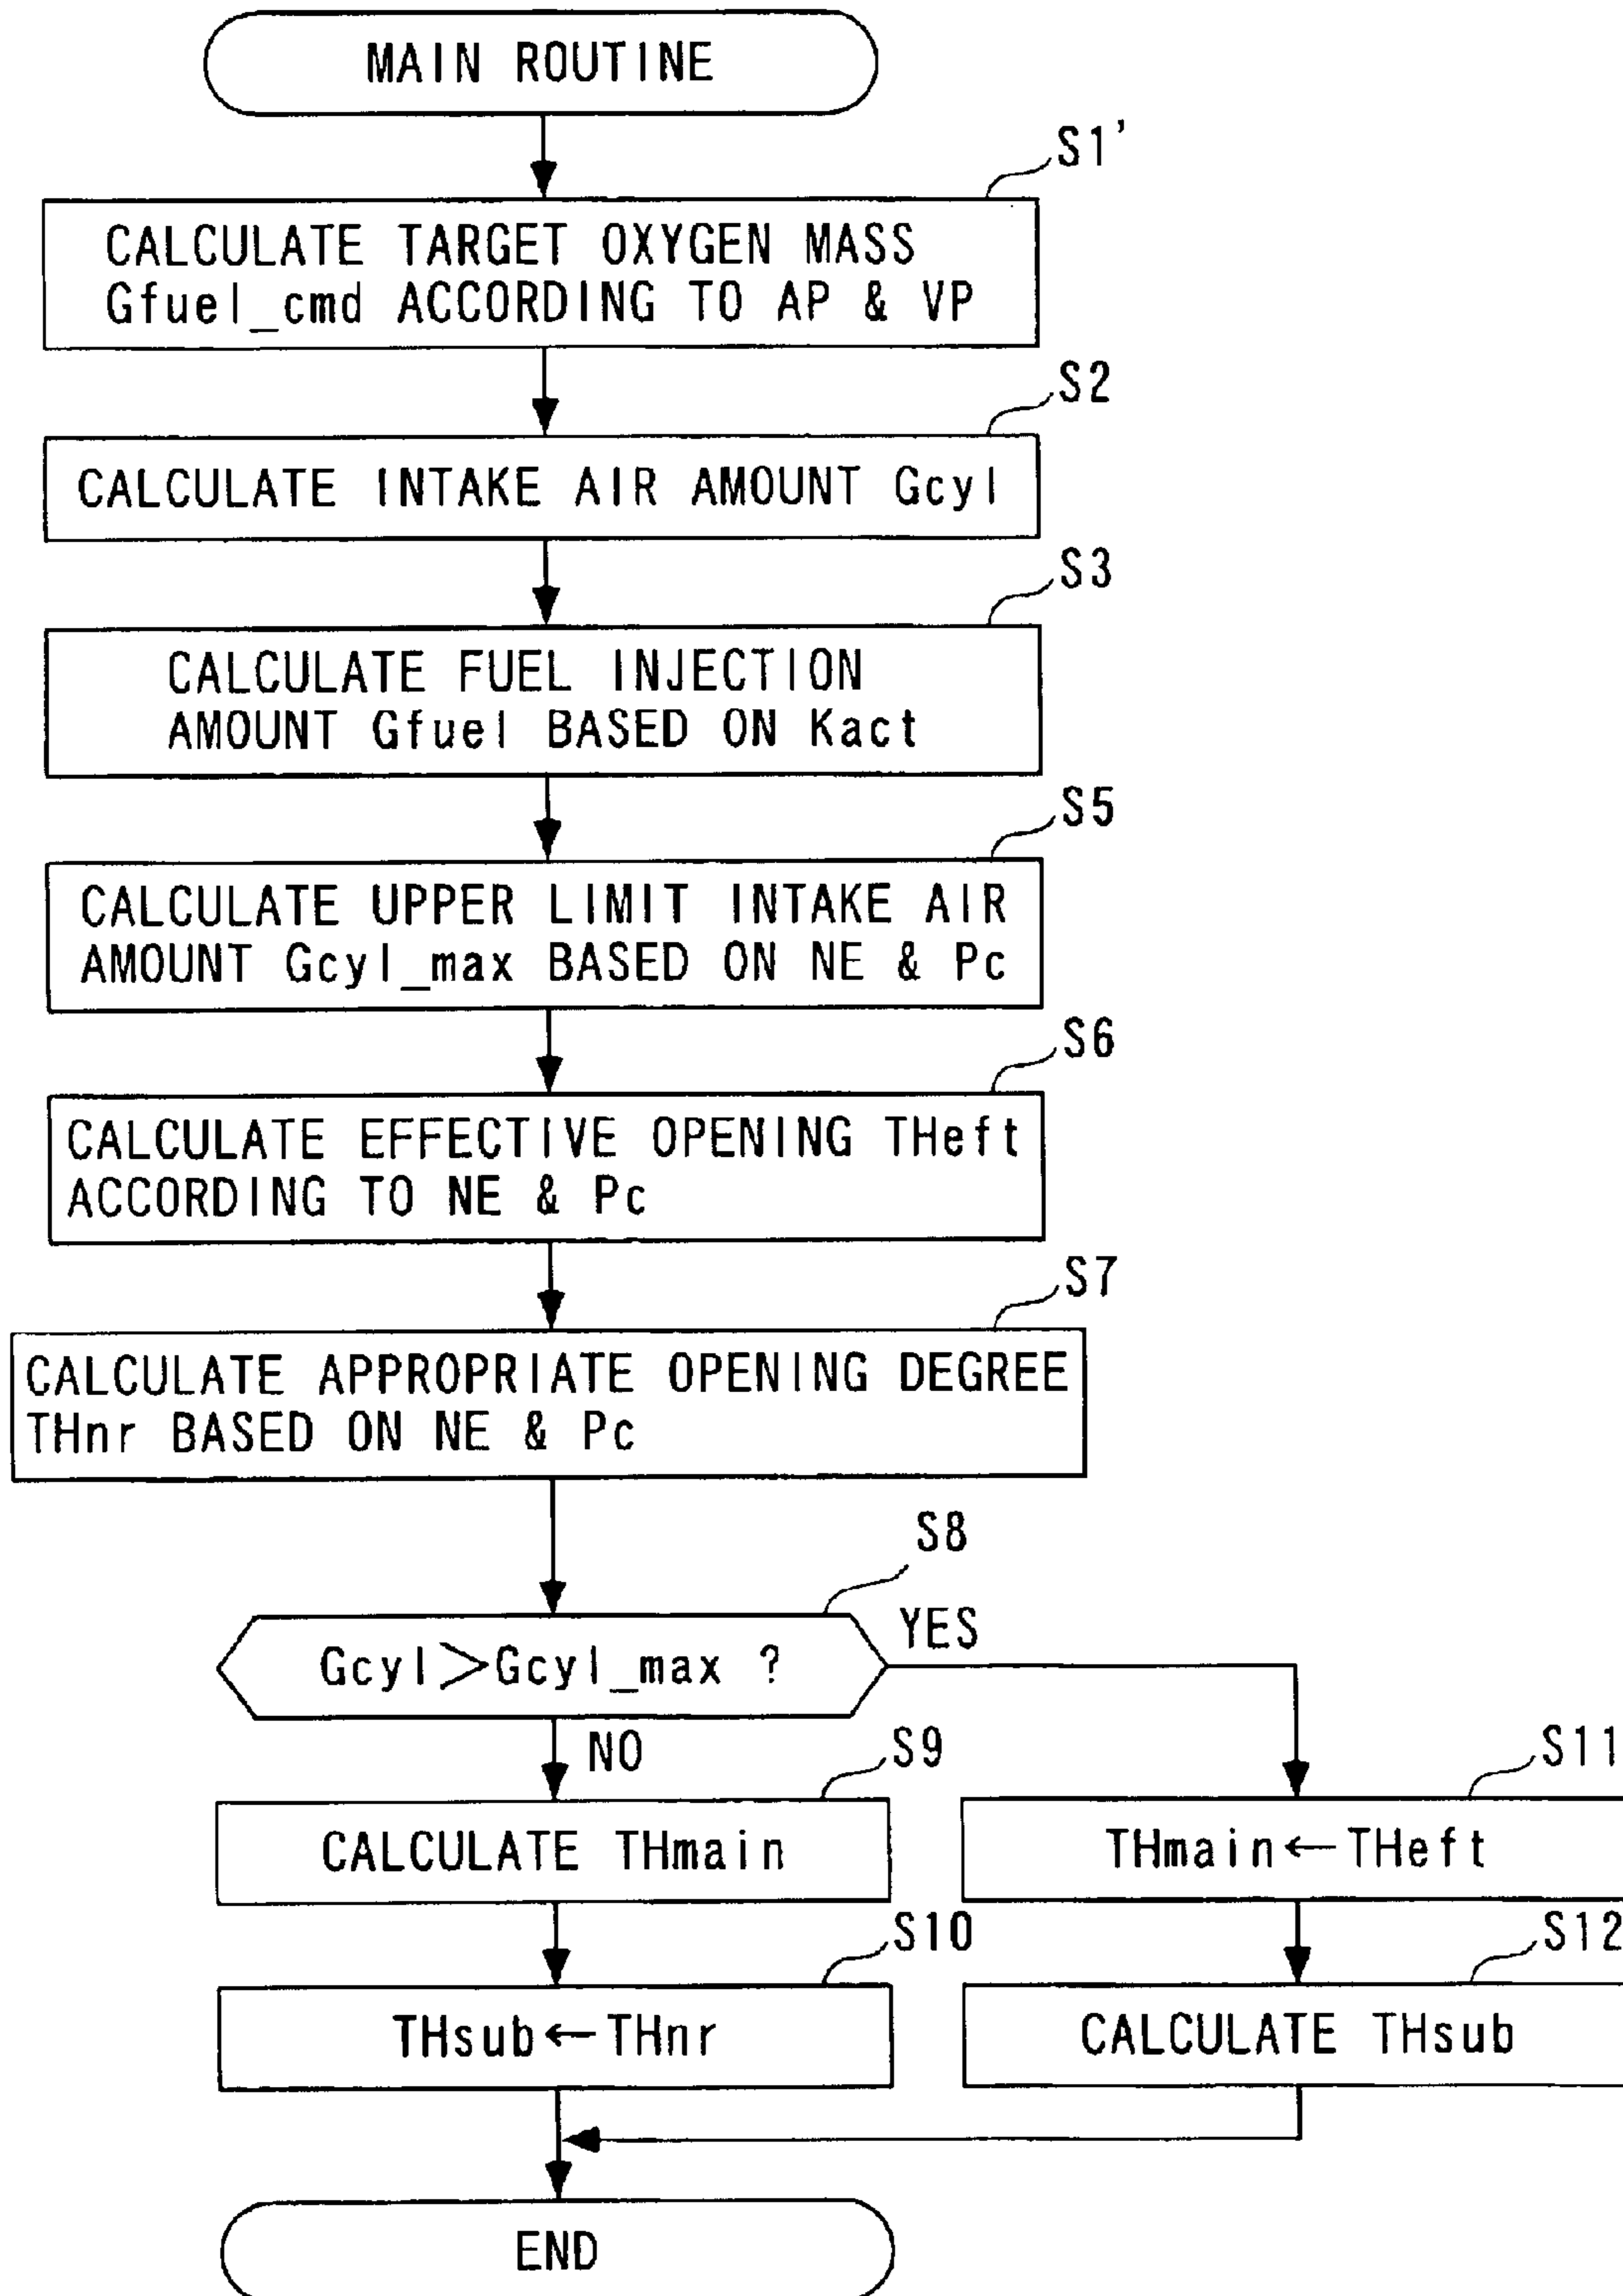 MAIN ROUTINE
S1'
CALCULATE TARGET OXYGEN MASS
Gfuel_cmd ACCORDING TO AP & VP
S2
CALCULATE INTAKE AIR AMOUNT Gcyl
S3
CALCULATE FUEL INJECTION
AMOUNT Gfuel BASED ON Kact
S5
CALCULATE UPPER LIMIT INTAKE AIR
AMOUNT Gcyl_max BASED ON NE & Pc
S6
CALCULATE EFFECTIVE OPENING THeft
ACCORDING TO NE & Pc
S7
CALCULATE APPROPRIATE OPENING DEGREE
THnr BASED ON NE & Pc
S8
Gcyl>Gcyl_max ?
YES
NO
S9
CALCULATE THmain
S11
THmain←THeft
S10
THsub←THnr
S12
CALCULATE THsub
END